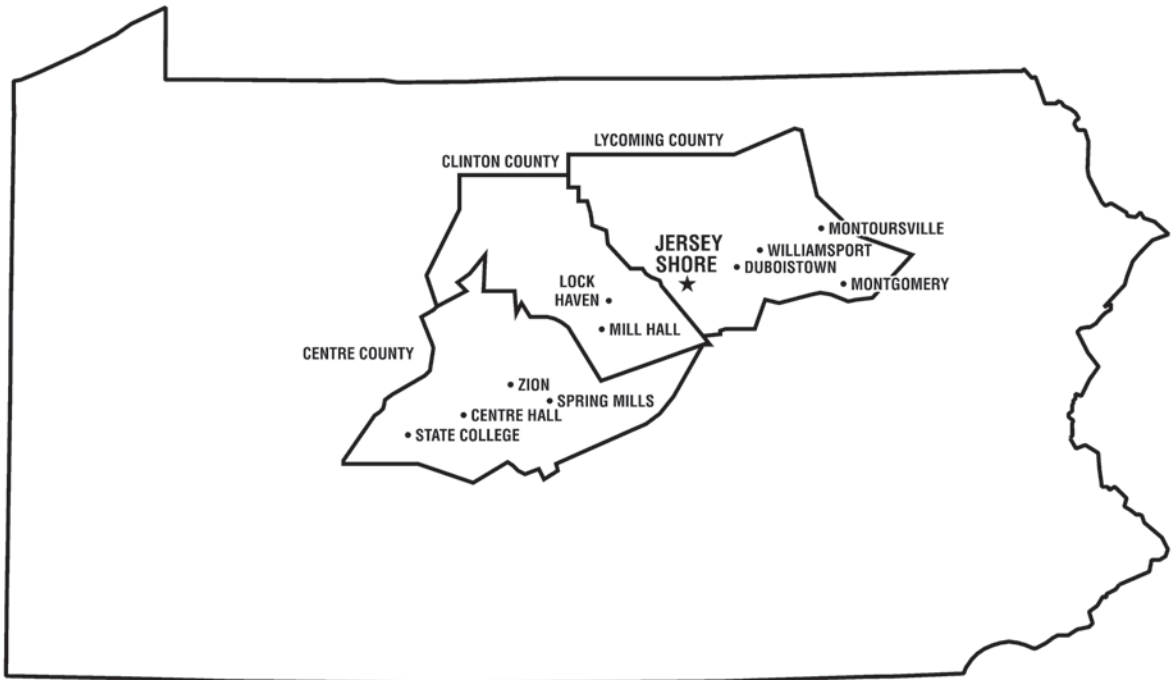 LYCOMING COUNTY
CLINTON COUNTY
MONTOURSVILLE
JERSEY
SHORE
WILLIAMSPORT
DUBOISTOWN
LOCK
HAVEN
MONTGOMERY
MILL HALL
CENTRE COUNTY
ZION
SPRING MILLS
CENTRE HALL
STATE COLLEGE